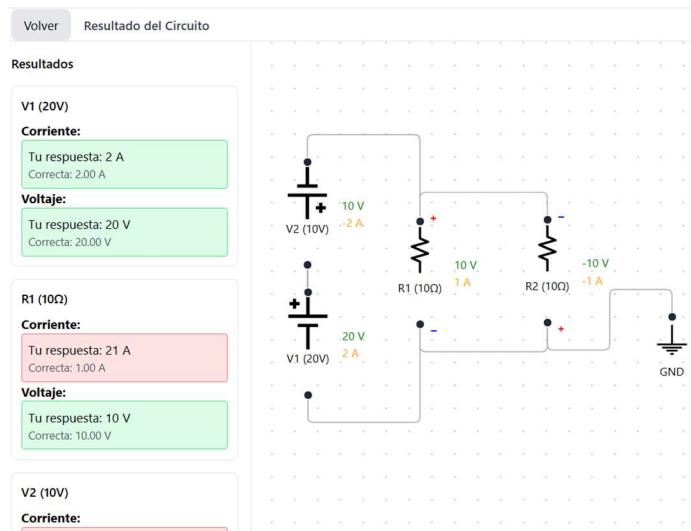 Volver Resultado del Circuito
Resultados
V1 (20V)
Corriente:
Tu respuesta: 2 A
Correcta: 2.00 A
Voltaje:
Tu respuesta: 20 V
Correcta: 20.00 V
R1 (10Ω)
Corriente:
Tu respuesta: 21 A
Correcta: 1.00 A
Voltaje:
Tu respuesta: 10 V
Correcta: 10.00 V
V2 (10V)
Corriente:
+
10 V
-2 A
V2 (10V)
+
10 V
1 A
R1 (10Ω)
–
–
-10 V
-1 A
R2 (10Ω)
+
+
20 V
2 A
V1 (20V)
GND